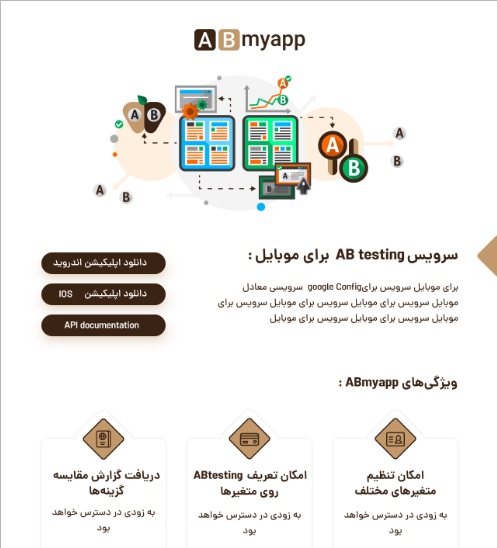 ABmyapp
A B
A
B
A
B
A
B
A
B
A
B
سرویس AB testing برای موبایل :
برای موبایل سرویس برایgoogle Config سرویسی معادل
موبایل سرویس برای موبایل سرویس برای موبایل سرویس برای
موبایل سرویس برای موبایل سرویس برای موبایل
دانلود اپلیکیشن اندروید
دانلود اپلیکیشن IOS
API documentation
ویژگی‌های ABmyapp :
امکان تنظیم
متغیرهای مختلف
به زودی در دسترس خواهد
بود
امکان تعریف ABtesting
روی متغیرها
به زودی در دسترس خواهد
بود
دریافت گزارش مقایسه
گزینه‌ها
به زودی در دسترس خواهد
بود